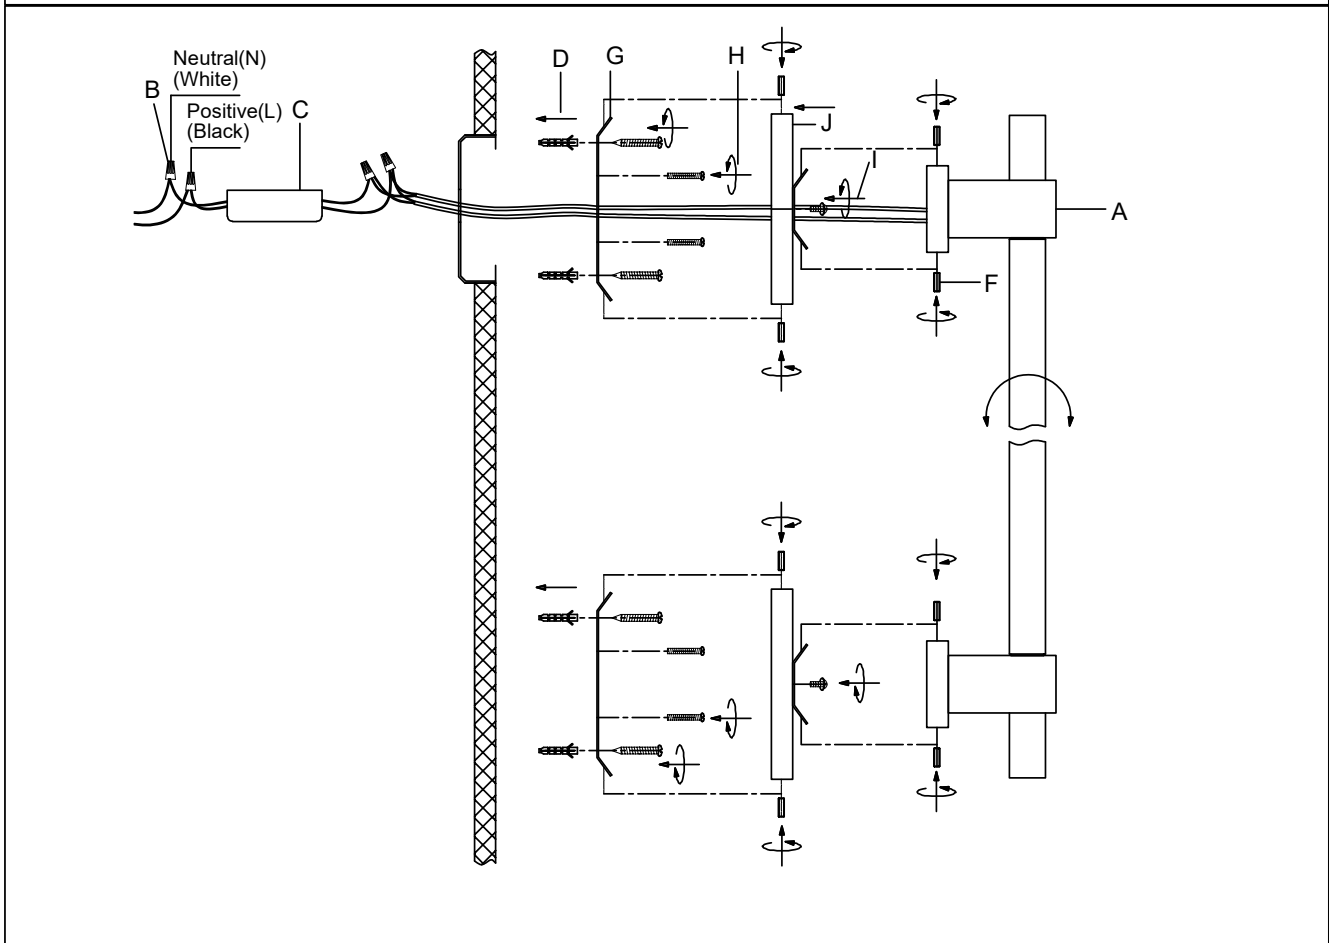 Neutral(N)
(White)
B
Positive(L)
(Black)
C
D
G
H
J
I
A
F